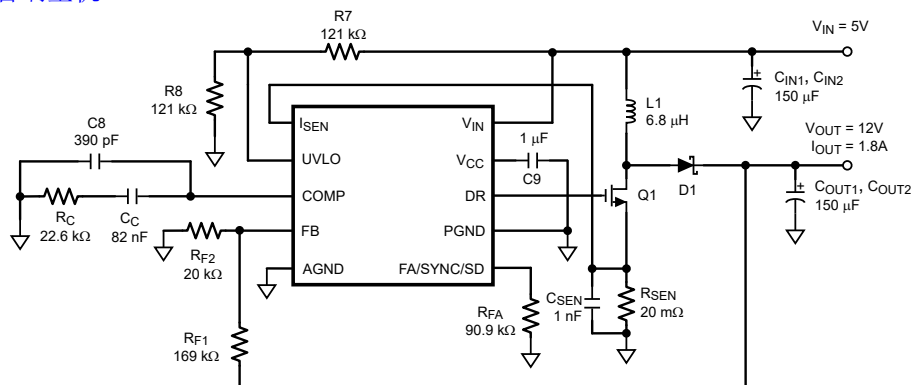 R7
121 kΩ
VIN = 5V
R8
121 kΩ
CIN1, CIN2
150 µF
L1
6.8 µH
C8
390 pF
ISEN
VIN
1 µF
VOUT = 12V
IOUT = 1.8A
UVLO
VCC
C9
D1
COMP
DR
Q1
COUT1, COUT2
150 µF
RC
22.6 kΩ
CC
82 nF
FB
PGND
RF2
20 kΩ
AGND
FA/SYNC/SD
CSEN
1 nF
RSEN
20 mΩ
RFA
90.9 kΩ
RF1
169 kΩ